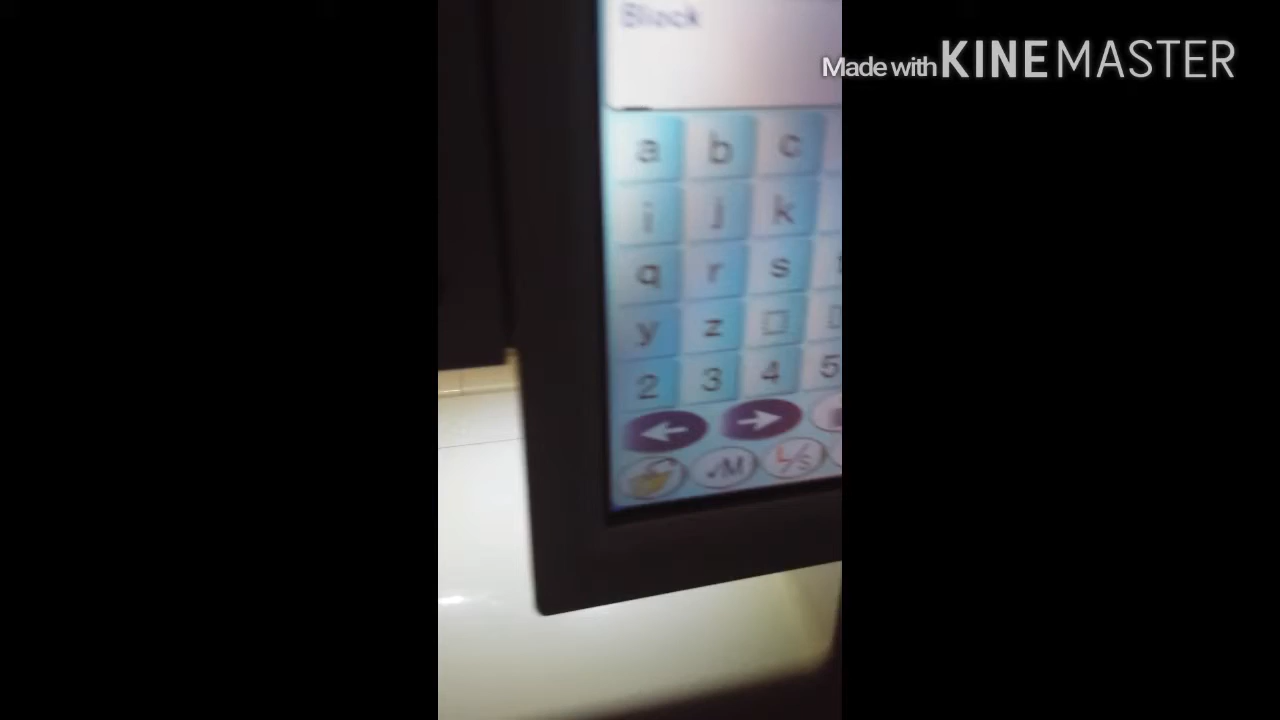 Block
Made with KINEMASTER
a b c
i j k
q r s
y z □
2 3 4 5
√M L/S